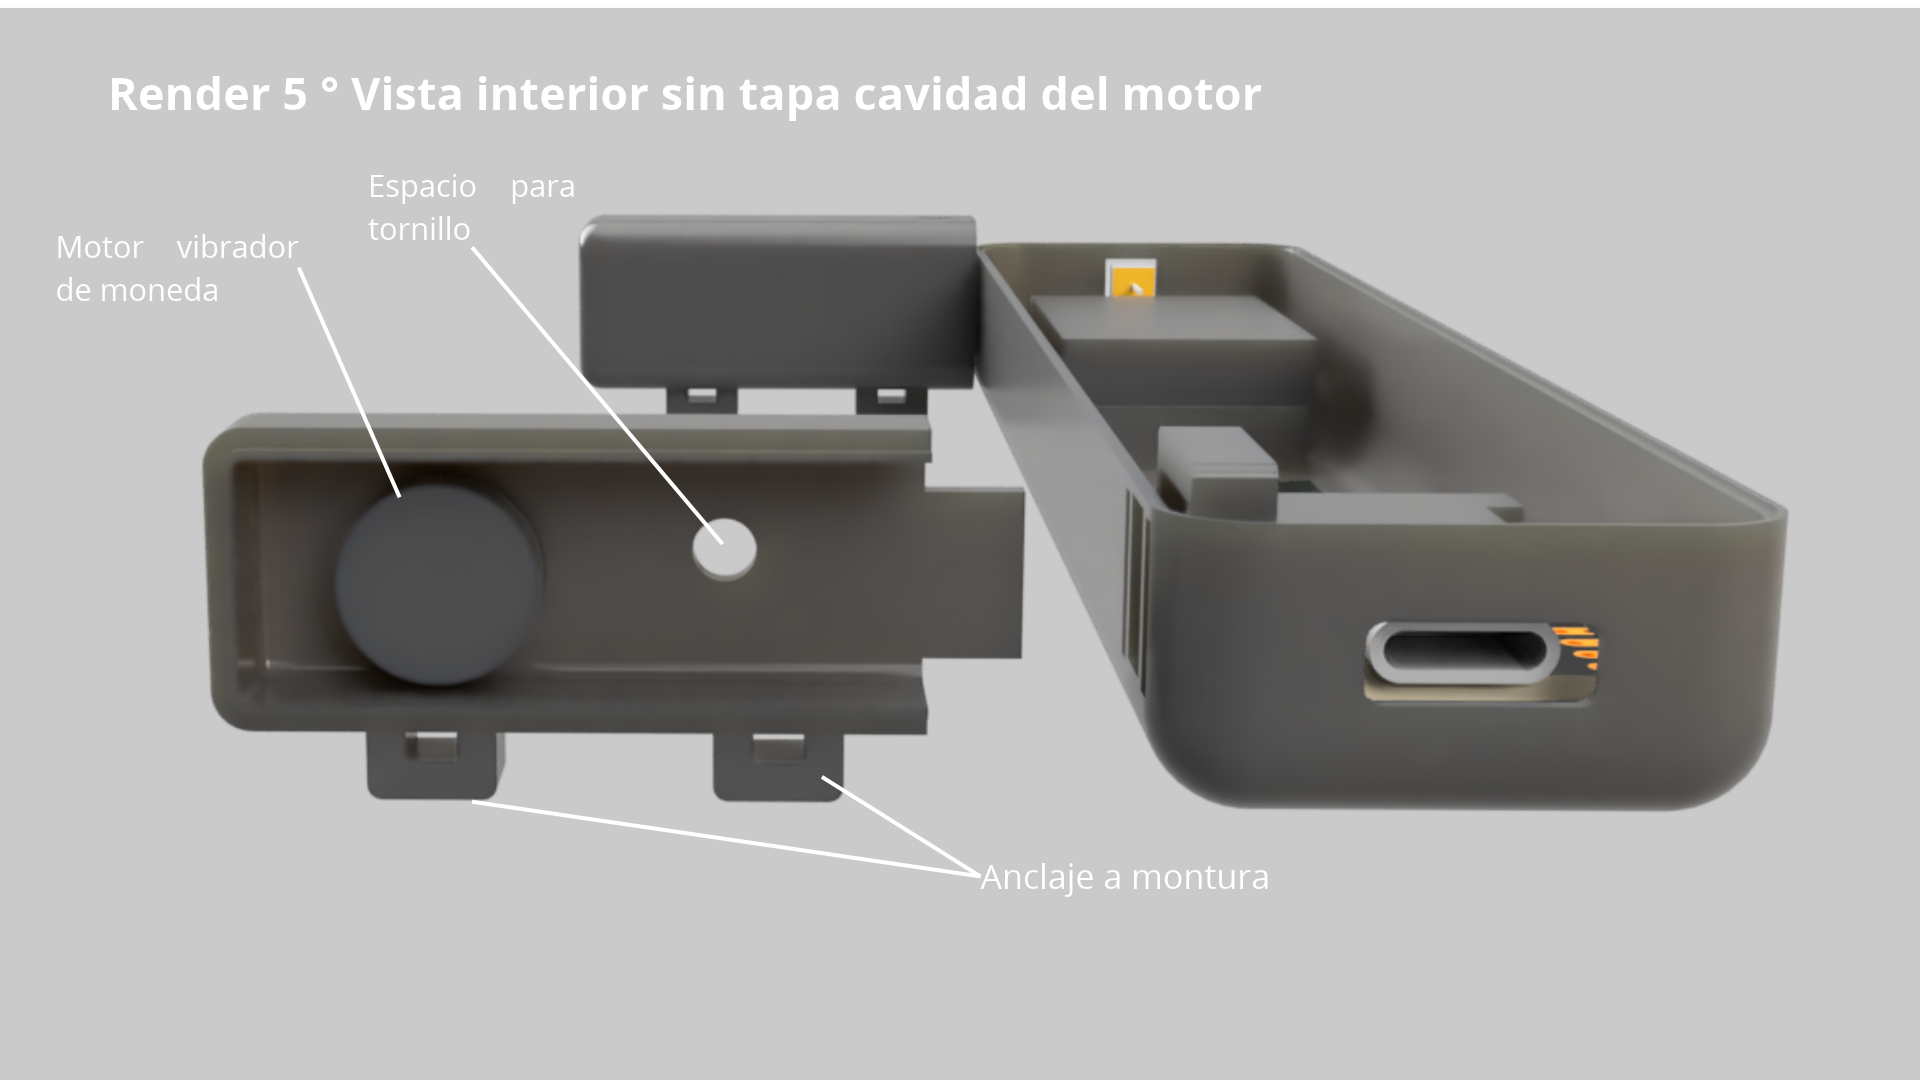 Render 5 ° Vista interior sin tapa cavidad del motor
Espacio para
tornillo
Motor vibrador
de moneda
Anclaje a montura